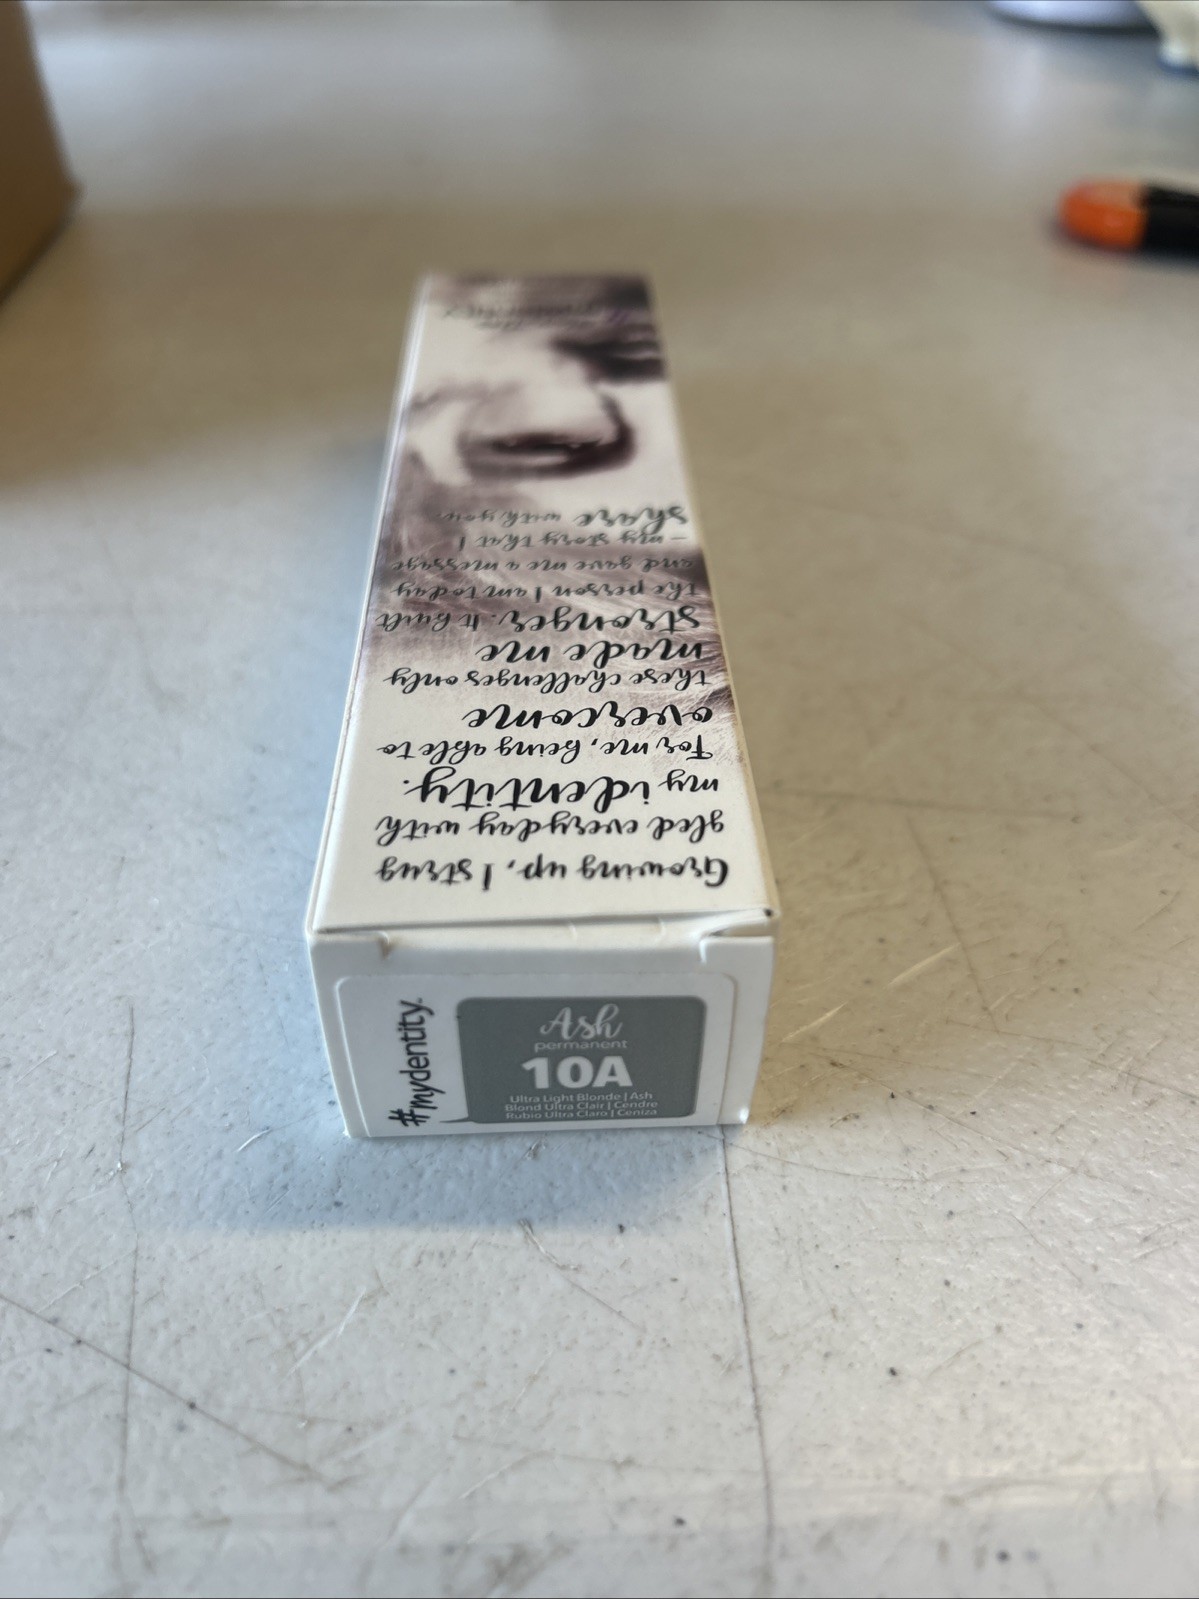 Growing up, I strug
gled everyday with
my identity.
For me, being able to
overcome
these challenges only
made me
stronger. It built
the person I am today
and gave me a message
– my story that I
share with you
#mydentity
Ash
permanent
10A
Ultra Light Blonde | Ash
Blond Ultra Clair | Cendre
Rubio Ultra Claro | Ceniza